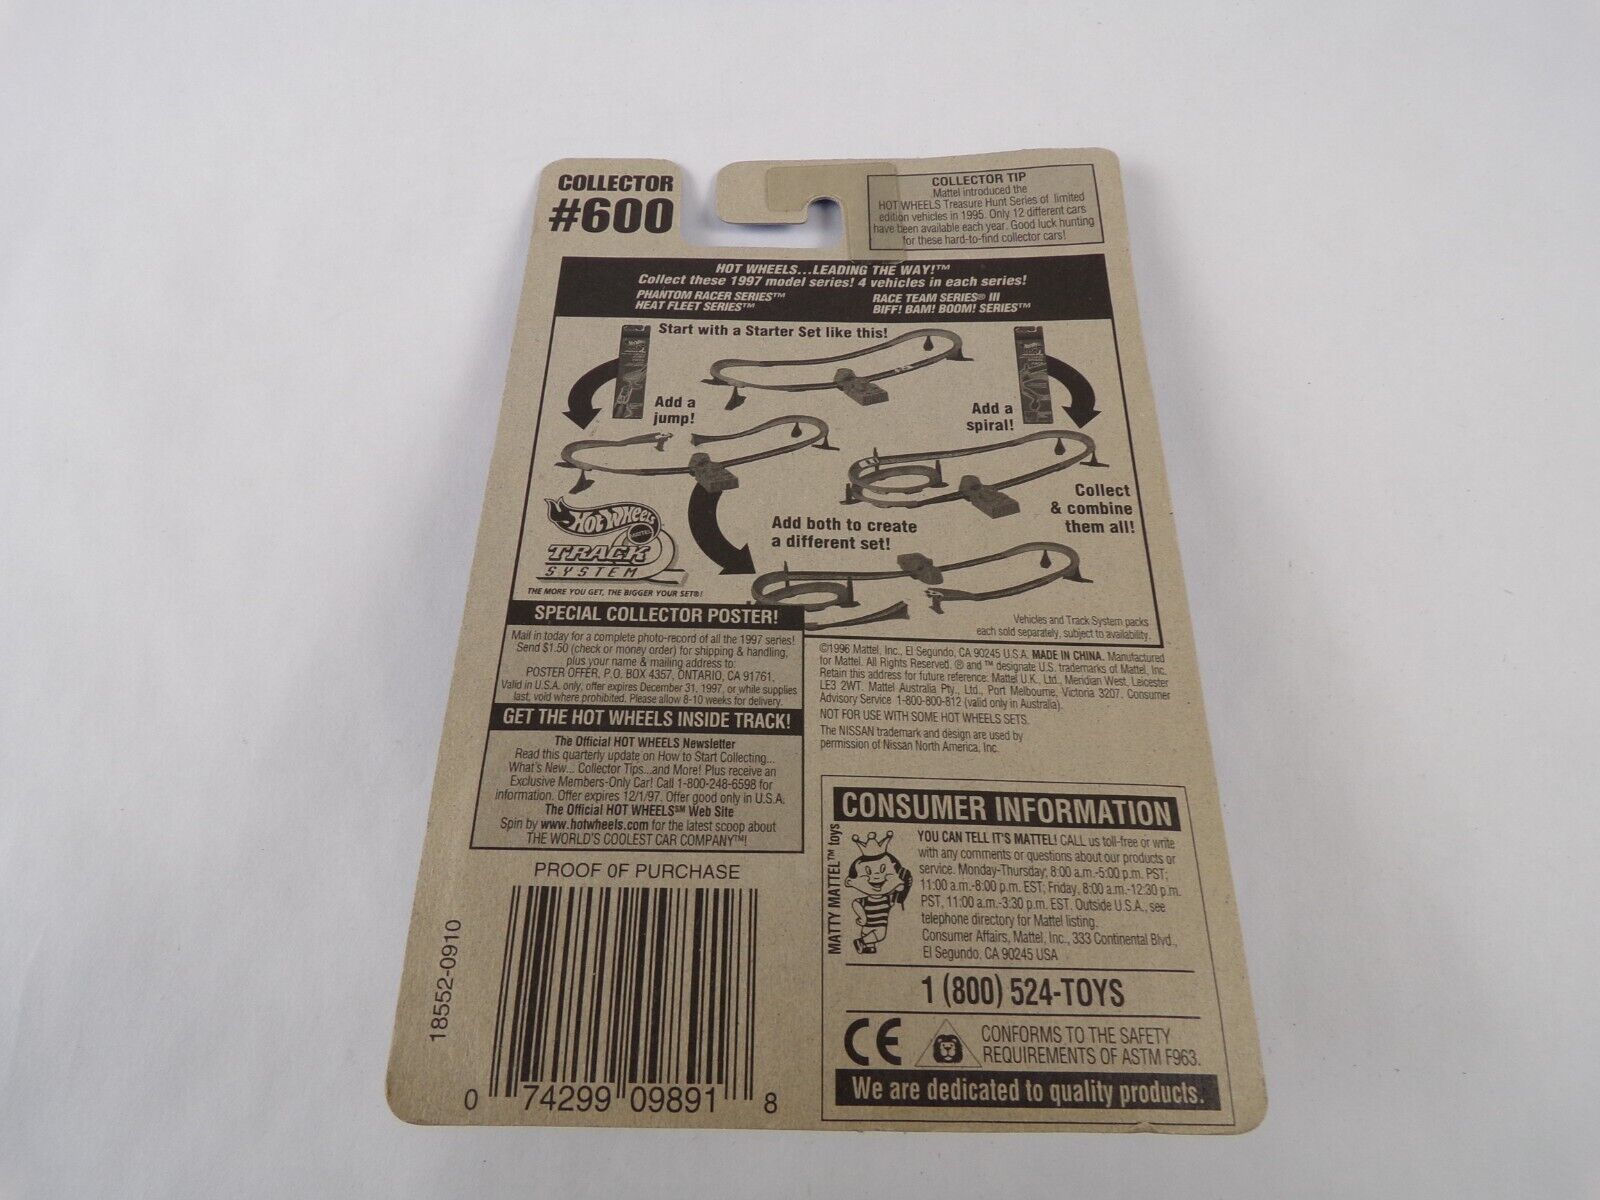 COLLECTOR
#600
COLLECTOR TIP
Mattel introduced the
HOT WHEELS Treasure Hunt Series of limited
edition vehicles in 1995. Only 12 different cars
have been available each year. Good luck hunting
for these hard-to-find collector cars!
HOT WHEELS...LEADING THE WAY!™
Collect these 1997 model series! 4 vehicles in each series!
PHANTOM RACER SERIES™
HEAT FLEET SERIES™
RACE TEAM SERIES® III
BIFF! BAM! BOOM! SERIES™
Start with a Starter Set like this!
Add a
jump!
Add a
spiral!
Collect
& combine
them all!
Add both to create
a different set!
HOT WHEELS
MATTEL
TRACK
SYSTEM
THE MORE YOU GET, THE BIGGER YOUR SET®!
Vehicles and Track System packs
each sold separately, subject to availability.
SPECIAL COLLECTOR POSTER!
Mail in today for a complete photo-record of all the 1997 series!
Send $1.50 (check or money order) for shipping & handling,
plus your name & mailing address to:
POSTER OFFER, P.O. BOX 4357, ONTARIO, CA 91761.
Valid in U.S.A. only, offer expires December 31, 1997, or while supplies
last, void where prohibited. Please allow 8-10 weeks for delivery.
GET THE HOT WHEELS INSIDE TRACK!
The Official HOT WHEELS Newsletter
Read this quarterly update on How to Start Collecting...
What's New... Collector Tips...and More! Plus receive an
Exclusive Members-Only Car! Call 1-800-248-6598 for
information. Offer expires 12/1/97. Offer good only in U.S.A.
The Official HOT WHEELS℠ Web Site
Spin by www.hotwheels.com for the latest scoop about
THE WORLD'S COOLEST CAR COMPANY™!
©1996 Mattel, Inc., El Segundo, CA 90245 U.S.A. MADE IN CHINA. Manufactured
for Mattel. All Rights Reserved. ® and ™ designate U.S. trademarks of Mattel, Inc.
Retain this address for future reference: Mattel U.K., Ltd., Meridian West, Leicester
LE3 2WT. Mattel Australia Pty., Ltd., Port Melbourne, Victoria 3207. Consumer
Advisory Service 1-800-800-812 (valid only in Australia).
NOT FOR USE WITH SOME HOT WHEELS SETS.
The NISSAN trademark and design are used by
permission of Nissan North America, Inc.
PROOF OF PURCHASE
18552-0910
0 74299 09891 8
CONSUMER INFORMATION
MATTY MATTEL™ toys
YOU CAN TELL IT'S MATTEL! CALL us toll-free or write
with any comments or questions about our products or
service. Monday-Thursday, 8:00 a.m.-5:00 p.m. PST;
11:00 a.m.-8:00 p.m. EST; Friday, 8:00 a.m.-12:30 p.m.
PST, 11:00 a.m.-3:30 p.m. EST. Outside U.S.A., see
telephone directory for Mattel listing.
Consumer Affairs, Mattel, Inc., 333 Continental Blvd.,
El Segundo, CA 90245 USA
1 (800) 524-TOYS
CE
CONFORMS TO THE SAFETY
REQUIREMENTS OF ASTM F963.
We are dedicated to quality products.